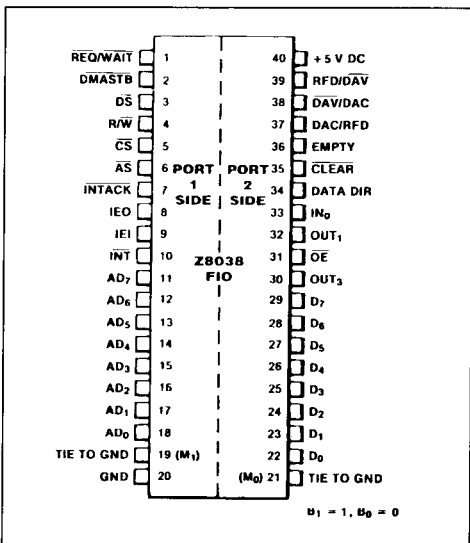 REQ/WAIT 1
DMASTB 2
DS 3
R/W 4
CS 5
AS 6
INTACK 7
IEO 8
IEI 9
INT 10
AD7 11
AD6 12
AD5 13
AD4 14
AD3 15
AD2 16
AD1 17
AD0 18
TIE TO GND 19 (M1)
GND 20
PORT 1 SIDE
PORT 2 SIDE
Z8038
FIO
40 +5 V DC
39 RFD/DAV
38 DAV/DAC
37 DAC/RFD
36 EMPTY
35 CLEAR
34 DATA DIR
33 IN0
32 OUT1
31 OE
30 OUT3
29 D7
28 D6
27 D5
26 D4
25 D3
24 D2
23 D1
22 D0
(M0) 21 TIE TO GND
B1 = 1, B0 = 0